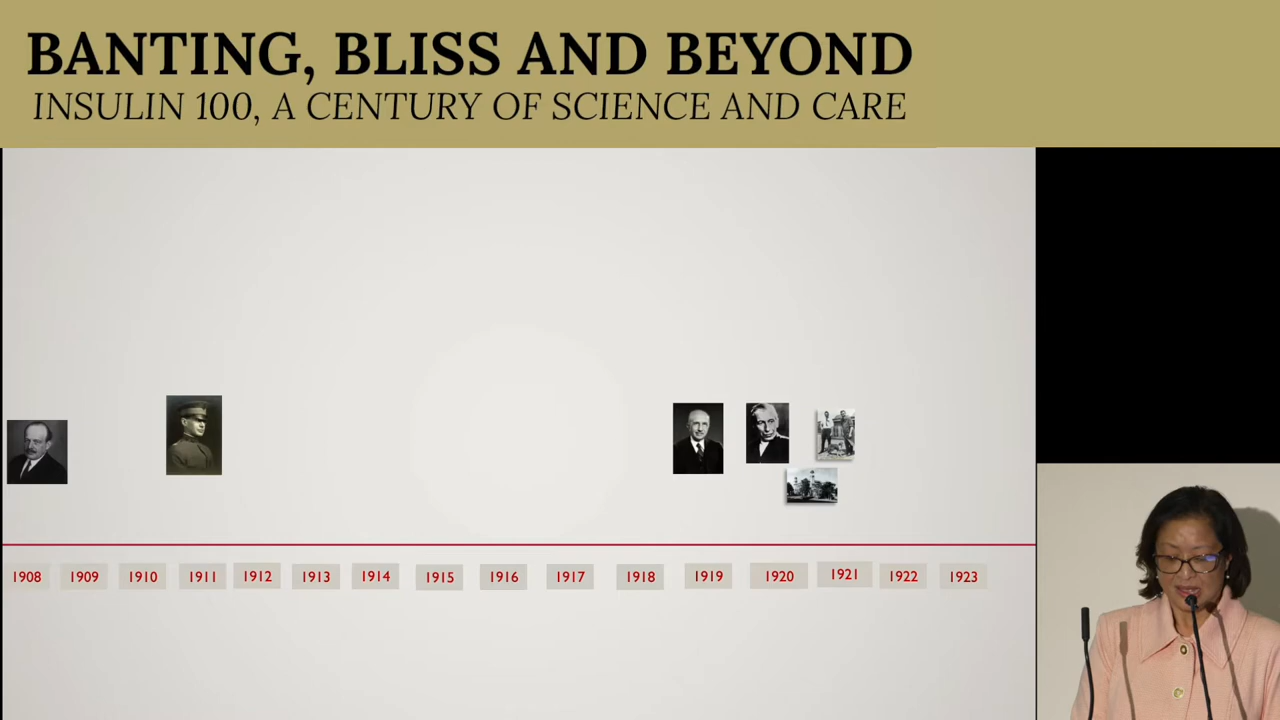 BANTING, BLISS AND BEYOND
INSULIN 100, A CENTURY OF SCIENCE AND CARE
1908 1909 1910 1911 1912 1913 1914 1915 1916 1917 1918 1919 1920 1921 1922 1923